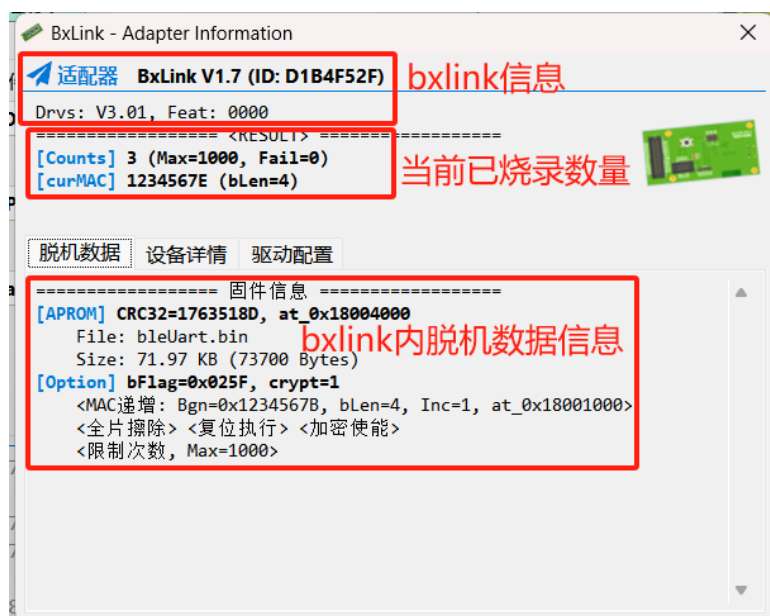 BxLink - Adapter Information
适配器 BxLink V1.7 (ID: D1B4F52F)
bxlink信息
Drvs: V3.01, Feat: 0000
================== <RESULT> ==================
[Counts] 3 (Max=1000, Fail=0)
[curMAC] 1234567E (bLen=4)
当前已烧录数量
脱机数据 设备详情 驱动配置
================== 固件信息 ==================
[APROM] CRC32=1763518D, at_0x18004000
File: bleUart.bin
Size: 71.97 KB (73700 Bytes)
bxlink内脱机数据信息
[Option] bFlag=0x025F, crypt=1
<MAC递增: Bgn=0x1234567B, bLen=4, Inc=1, at_0x18001000>
<全片擦除> <复位执行> <加密使能>
<限制次数, Max=1000>